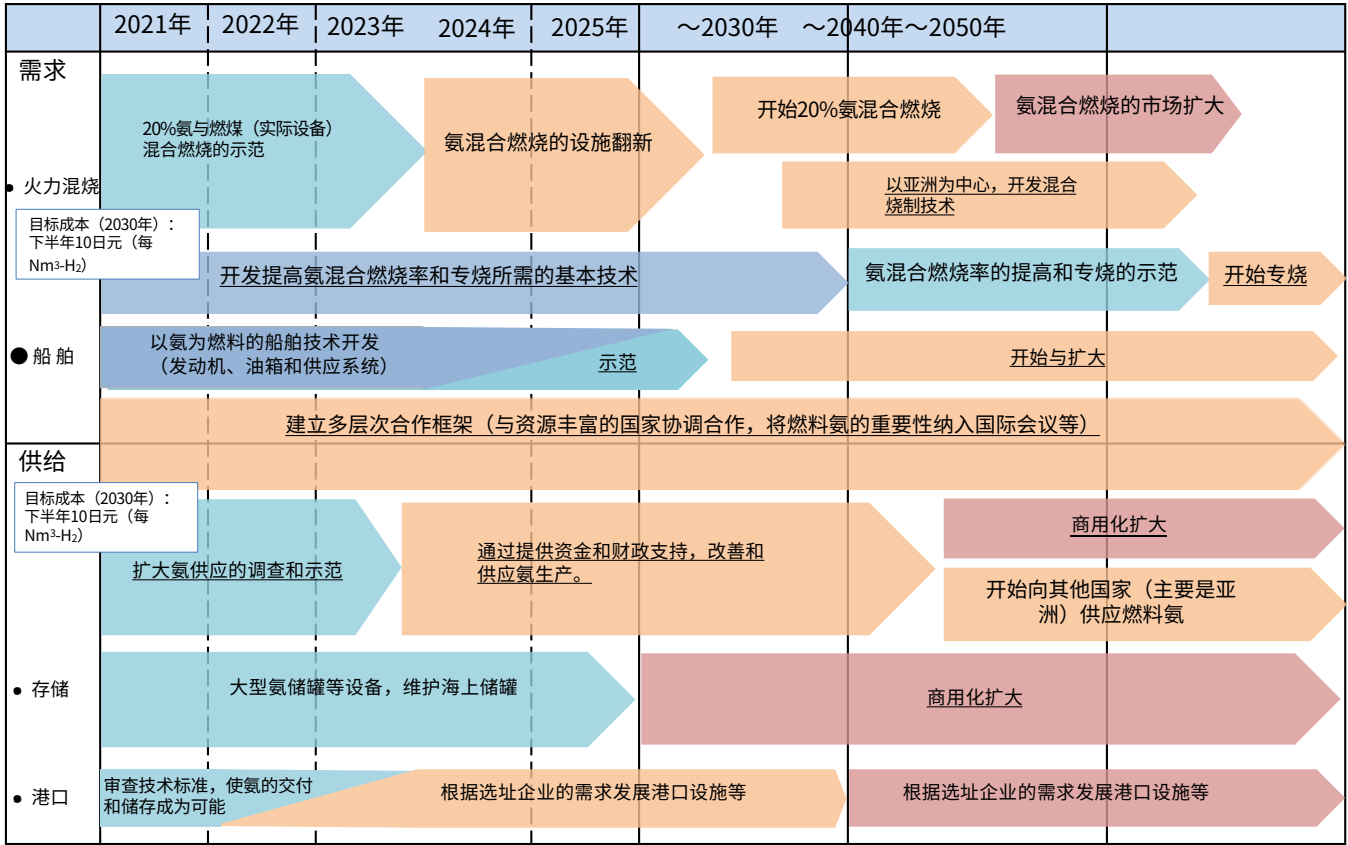 2021年 2022年 2023年 2024年 2025年 ～2030年 ～2040年～2050年
需求
20%氨与燃煤（实际设备）
混合燃烧的示范
氨混合燃烧的设施翻新
开始20%氨混合燃烧
氨混合燃烧的市场扩大
• 火力混烧
以亚洲为中心，开发混合
烧制技术
目标成本（2030年）：
下半年10日元（每
Nm3-H2）
开发提高氨混合燃烧率和专烧所需的基本技术
氨混合燃烧率的提高和专烧的示范
开始专烧
● 船舶
以氨为燃料的船舶技术开发
（发动机、油箱和供应系统）
示范
开始与扩大
建立多层次合作框架（与资源丰富的国家协调合作，将燃料氨的重要性纳入国际会议等）
供给
目标成本（2030年）：
下半年10日元（每
Nm3-H2）
扩大氨供应的调查和示范
通过提供资金和财政支持，改善和
供应氨生产。
商用化扩大
开始向其他国家（主要是亚
洲）供应燃料氨
• 存储
大型氨储罐等设备，维护海上储罐
商用化扩大
• 港口
审查技术标准，使氨的交付
和储存成为可能
根据选址企业的需求发展港口设施等
根据选址企业的需求发展港口设施等